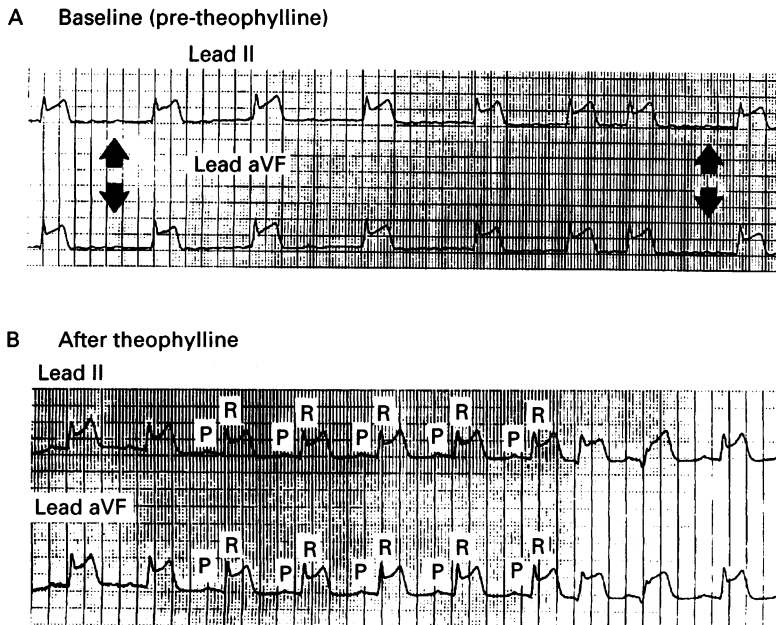 A Baseline (pre-theophylline)
Lead II
Lead aVF
B After theophylline
Lead II
R R R R R
P P P P P
Lead aVF
R R R R R
P P P P P